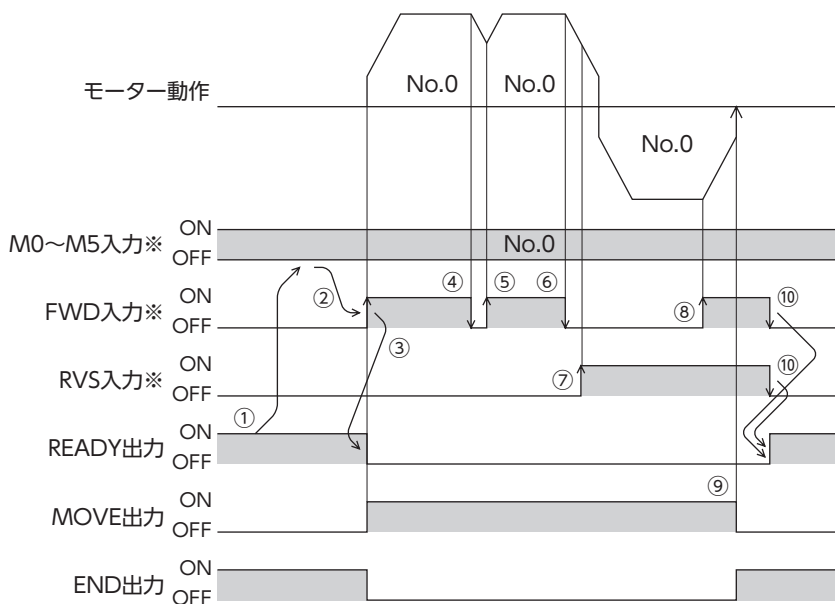 No.0 No.0
モーター動作
No.0
M0〜M5入力※ ON OFF No.0
FWD入力※ ON OFF ② ③ ④ ⑤ ⑥ ⑧ ⑩
RVS入力※ ON OFF ⑦ ⑩
①
READY出力 ON OFF
MOVE出力 ON OFF ⑨
END出力 ON OFF